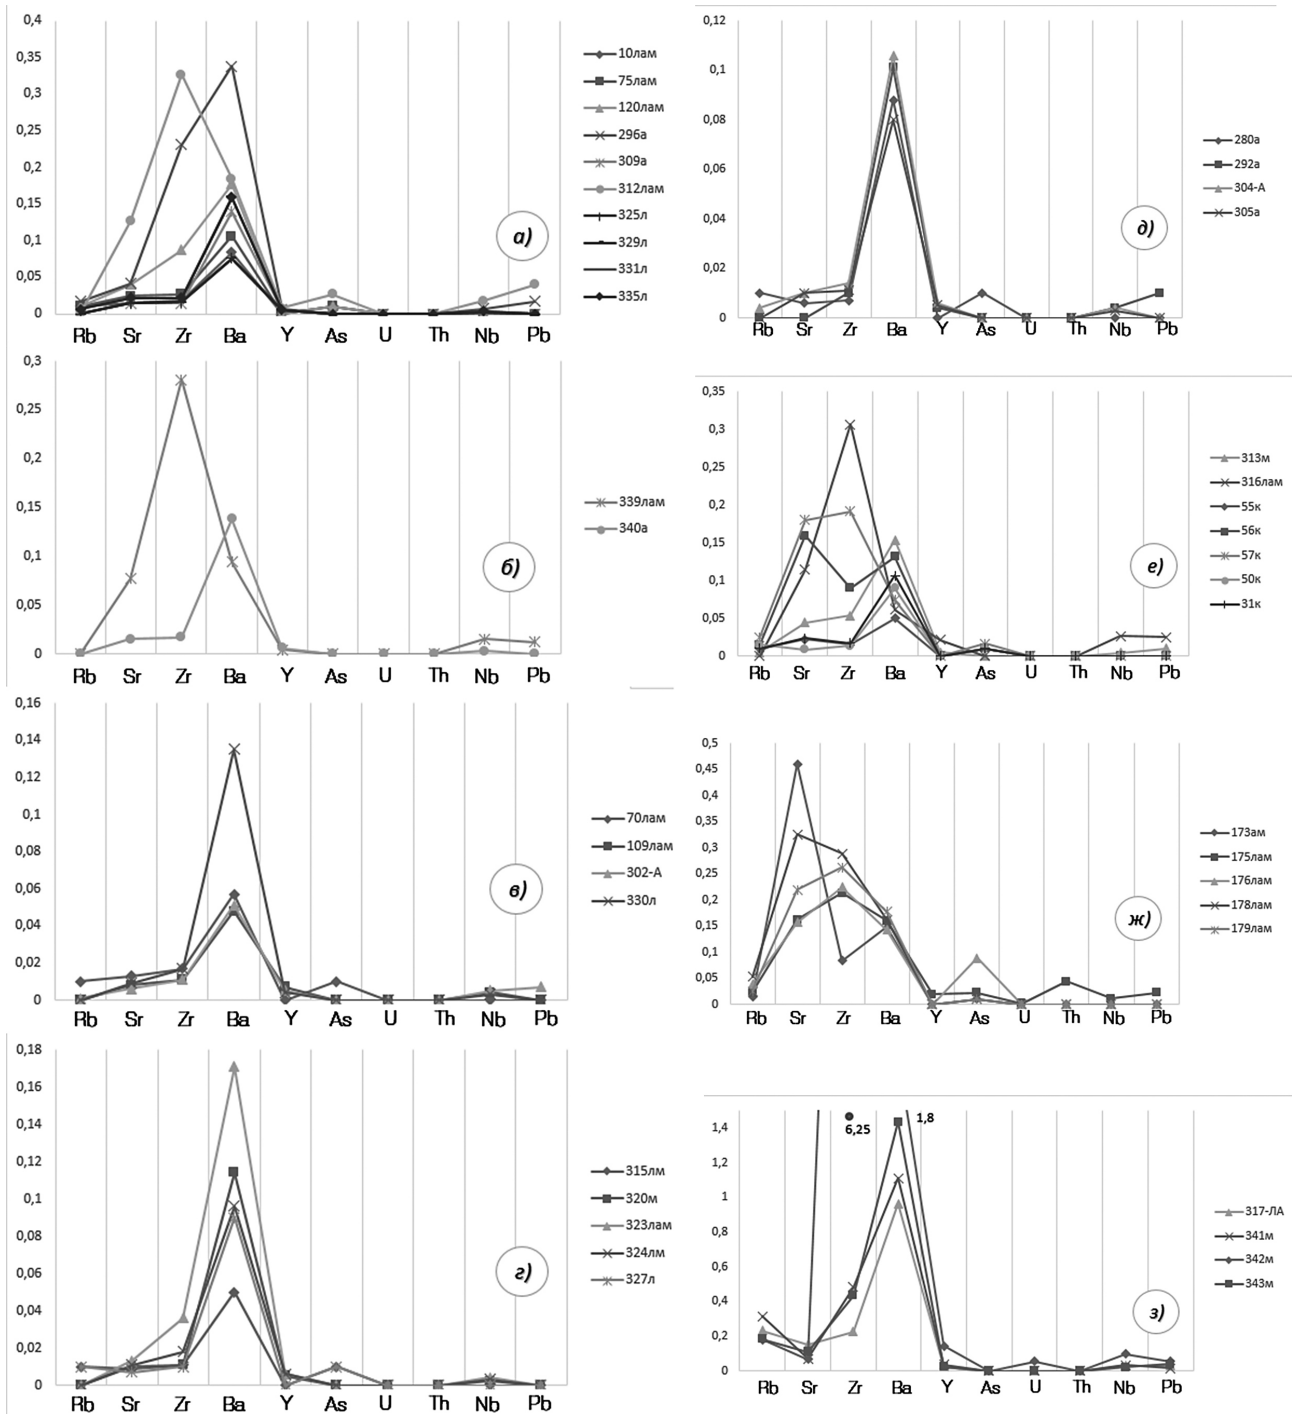 0,4
0,35
0,3
0,25
0,2
0,15
0,1
0,05
0
Rb Sr Zr Ba Y As U Th Nb Pb
10лам
75лам
120лам
296а
309а
312лам
325л
329л
331л
335л
а)
0,3
0,25
0,2
0,15
0,1
0,05
0
Rb Sr Zr Ba Y As U Th Nb Pb
339лам
340а
б)
0,16
0,14
0,12
0,1
0,08
0,06
0,04
0,02
0
Rb Sr Zr Ba Y As U Th Nb Pb
70лам
109лам
302-А
330л
в)
0,18
0,16
0,14
0,12
0,1
0,08
0,06
0,04
0,02
0
Rb Sr Zr Ba Y As U Th Nb Pb
315лм
320м
323лам
324лм
327л
г)
0,12
0,1
0,08
0,06
0,04
0,02
0
Rb Sr Zr Ba Y As U Th Nb Pb
280а
292а
304-А
305а
д)
0,35
0,3
0,25
0,2
0,15
0,1
0,05
0
Rb Sr Zr Ba Y As U Th Nb Pb
313м
316лам
55к
56к
57к
50к
31к
е)
0,5
0,45
0,4
0,35
0,3
0,25
0,2
0,15
0,1
0,05
0
Rb Sr Zr Ba Y As U Th Nb Pb
173ам
175лам
176лам
178лам
179лам
ж)
6,25
1,8
1,4
1,2
1
0,8
0,6
0,4
0,2
0
Rb Sr Zr Ba Y As U Th Nb Pb
317-ЛА
341м
342м
343м
з)